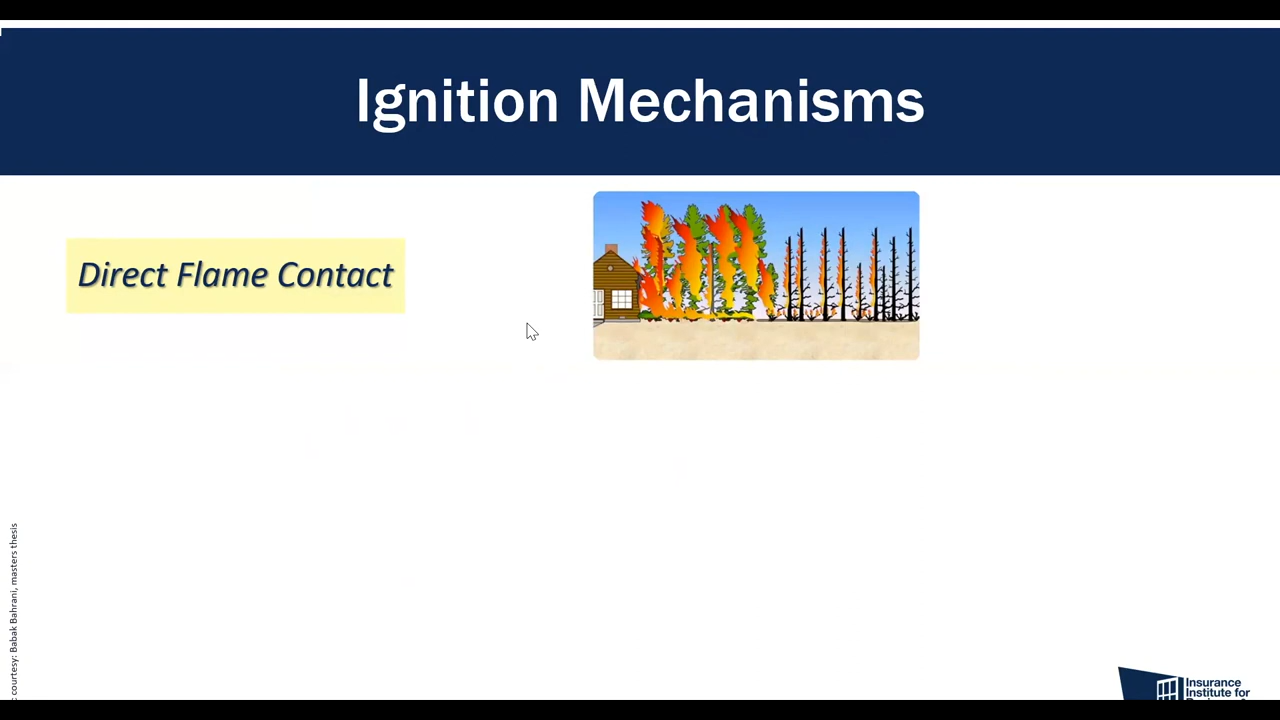 Ignition Mechanisms
Direct Flame Contact
courtesy: Babak Bahrani, masters thesis
Insurance
Institute for